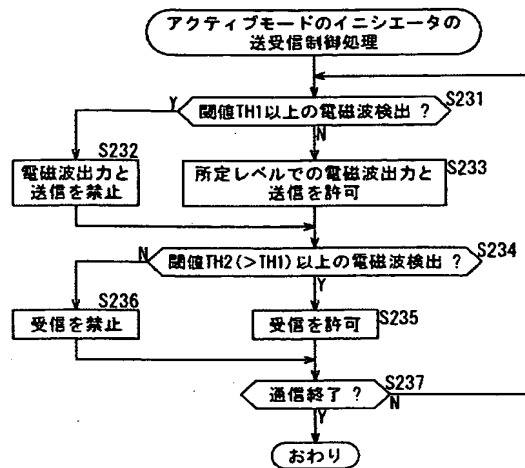 アクティブモードのイニシエータの
送受信制御処理
S231
Y
閾値TH1以上の電磁波検出 ?
N
S232
電磁波出力と
送信を禁止
S233
所定レベルでの電磁波出力と
送信を許可
S234
N
閾値TH2(>TH1)以上の電磁波検出 ?
Y
S236
受信を禁止
S235
受信を許可
S237
通信終了 ?
N
Y
おわり